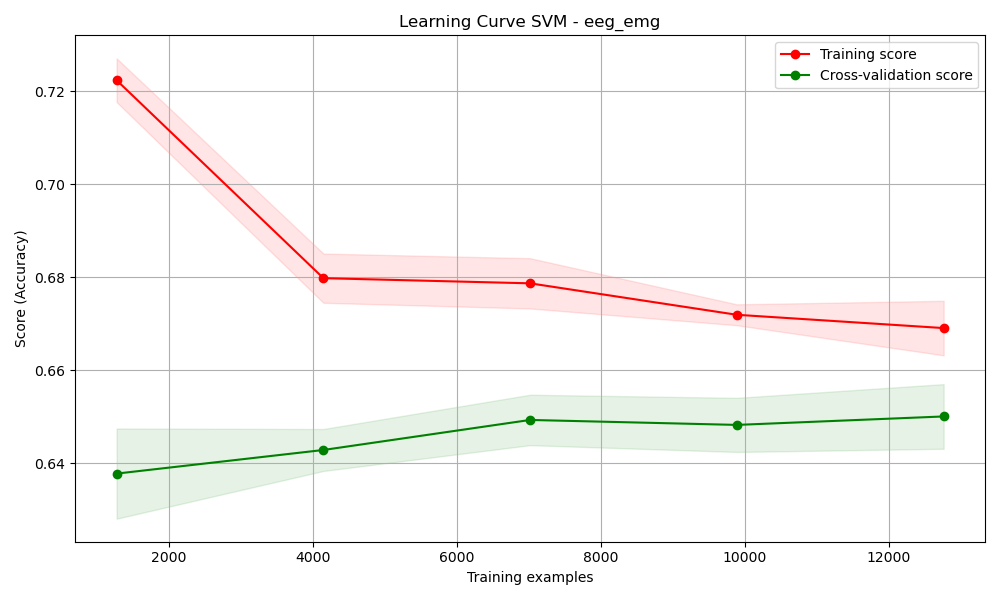 Learning Curve SVM - eeg_emg
Training score
Cross-validation score
Score (Accuracy)
0.72
0.70
0.68
0.66
0.64
2000 4000 6000 8000 10000 12000
Training examples